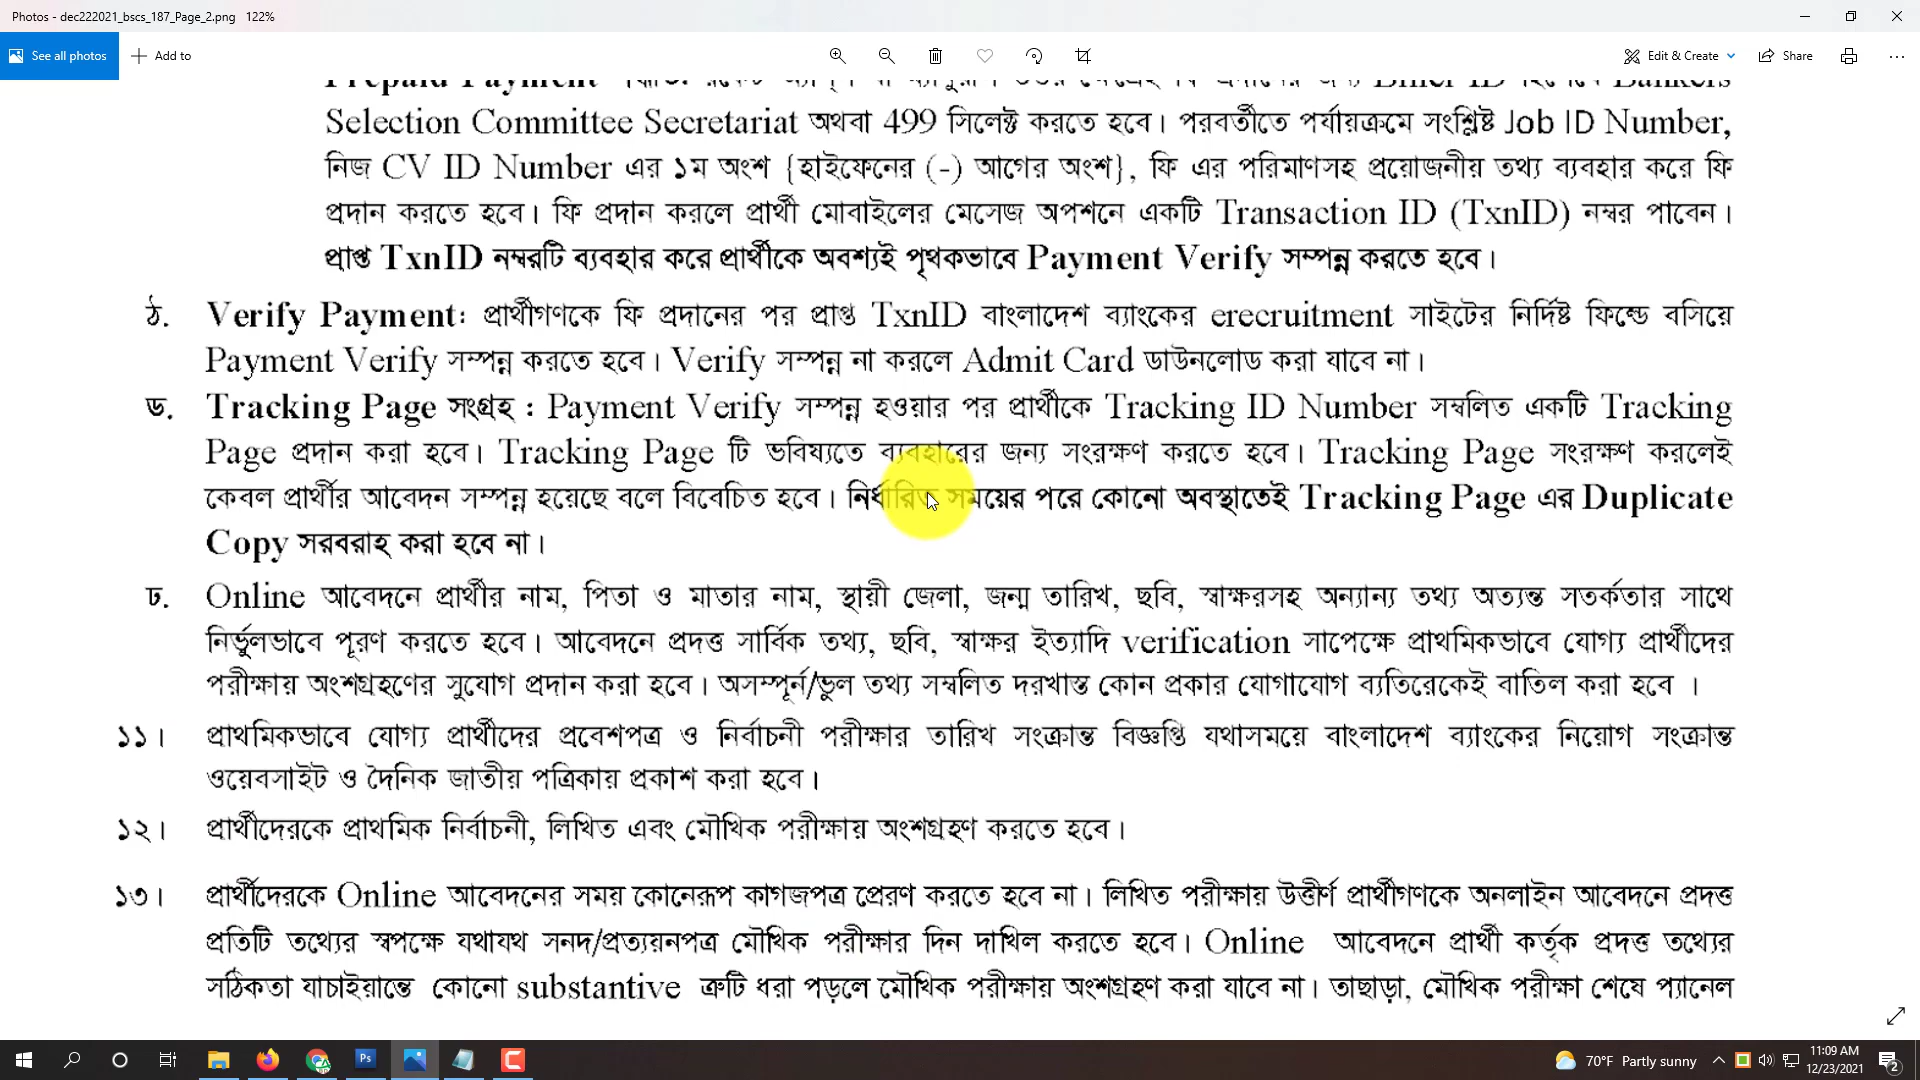 Photos - dec222021_bscs_187_Page_2.png 122%
See all photos
Add to
Edit & Create
Share
Prepaid Payment
Selection Committee Secretariat অথবা 499 সিলেক্ট করতে হবে। পরবর্তীতে পর্যায়ক্রমে সংশ্লিষ্ট Job ID Number,
নিজ CV ID Number এর ১ম অংশ {হাইফেনের (-) আগের অংশ}, ফি এর পরিমাণসহ প্রয়োজনীয় তথ্য ব্যবহার করে ফি
প্রদান করতে হবে। ফি প্রদান করলে প্রার্থী মোবাইলের মেসেজ অপশনে একটি Transaction ID (TxnID) নম্বর পাবেন।
প্রাপ্ত TxnID নম্বরটি ব্যবহার করে প্রার্থীকে অবশ্যই পৃথকভাবে Payment Verify সম্পন্ন করতে হবে।
ঠ. Verify Payment: প্রার্থীগণকে ফি প্রদানের পর প্রাপ্ত TxnID বাংলাদেশ ব্যাংকের erecruitment সাইটের নির্দিষ্ট ফিল্ডে বসিয়ে
Payment Verify সম্পন্ন করতে হবে। Verify সম্পন্ন না করলে Admit Card ডাউনলোড করা যাবে না।
ড. Tracking Page সংগ্রহ : Payment Verify সম্পন্ন হওয়ার পর প্রার্থীকে Tracking ID Number সম্বলিত একটি Tracking
Page প্রদান করা হবে। Tracking Page টি ভবিষ্যতে ব্যবহারের জন্য সংরক্ষণ করতে হবে। Tracking Page সংরক্ষণ করলেই
কেবল প্রার্থীর আবেদন সম্পন্ন হয়েছে বলে বিবেচিত হবে। নির্ধারিত সময়ের পরে কোনো অবস্থাতেই Tracking Page এর Duplicate
Copy সরবরাহ করা হবে না।
ঢ. Online আবেদনে প্রার্থীর নাম, পিতা ও মাতার নাম, স্থায়ী জেলা, জন্ম তারিখ, ছবি, স্বাক্ষরসহ অন্যান্য তথ্য অত্যন্ত সতর্কতার সাথে
নির্ভুলভাবে পূরণ করতে হবে। আবেদনে প্রদত্ত সার্বিক তথ্য, ছবি, স্বাক্ষর ইত্যাদি verification সাপেক্ষে প্রাথমিকভাবে যোগ্য প্রার্থীদের
পরীক্ষায় অংশগ্রহণের সুযোগ প্রদান করা হবে। অসম্পূর্ন/ভুল তথ্য সম্বলিত দরখাস্ত কোন প্রকার যোগাযোগ ব্যতিরেকেই বাতিল করা হবে ।
১১। প্রাথমিকভাবে যোগ্য প্রার্থীদের প্রবেশপত্র ও নির্বাচনী পরীক্ষার তারিখ সংক্রান্ত বিজ্ঞপ্তি যথাসময়ে বাংলাদেশ ব্যাংকের নিয়োগ সংক্রান্ত
ওয়েবসাইট ও দৈনিক জাতীয় পত্রিকায় প্রকাশ করা হবে।
১২। প্রার্থীদেরকে প্রাথমিক নির্বাচনী, লিখিত এবং মৌখিক পরীক্ষায় অংশগ্রহণ করতে হবে।
১৩। প্রার্থীদেরকে Online আবেদনের সময় কোনেরূপ কাগজপত্র প্রেরণ করতে হবে না। লিখিত পরীক্ষায় উত্তীর্ণ প্রার্থীগণকে অনলাইন আবেদনে প্রদত্ত
প্রতিটি তথ্যের স্বপক্ষে যথাযথ সনদ/প্রত্যয়নপত্র মৌখিক পরীক্ষার দিন দাখিল করতে হবে। Online আবেদনে প্রার্থী কর্তৃক প্রদত্ত তথ্যের
সঠিকতা যাচাইয়ান্তে কোনো substantive ত্রুটি ধরা পড়লে মৌখিক পরীক্ষায় অংশগ্রহণ করা যাবে না। তাছাড়া, মৌখিক পরীক্ষা শেষে প্যানেল
Ps
70°F Partly sunny
11:09 AM
12/23/2021
2